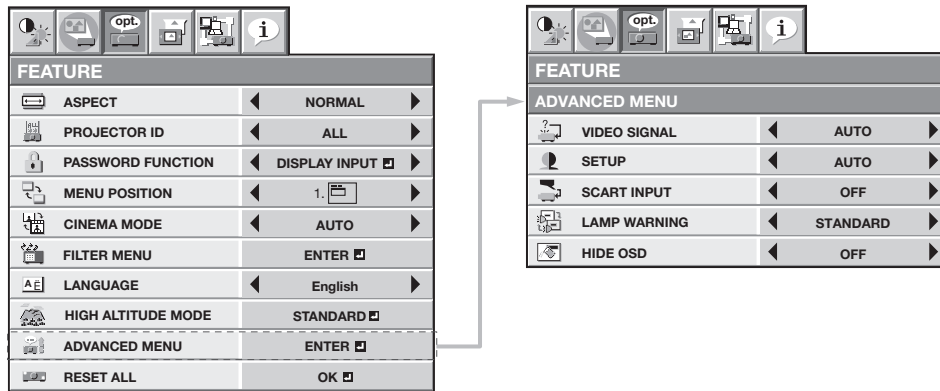 opt.
i
FEATURE
ASPECT NORMAL
PROJECTOR ID ALL
PASSWORD FUNCTION DISPLAY INPUT
MENU POSITION 1.
CINEMA MODE AUTO
FILTER MENU ENTER
AË LANGUAGE English
HIGH ALTITUDE MODE STANDARD
ADVANCED MENU ENTER
RESET ALL OK
opt.
i
FEATURE
ADVANCED MENU
? VIDEO SIGNAL AUTO
SETUP AUTO
SCART INPUT OFF
LAMP WARNING STANDARD
HIDE OSD OFF